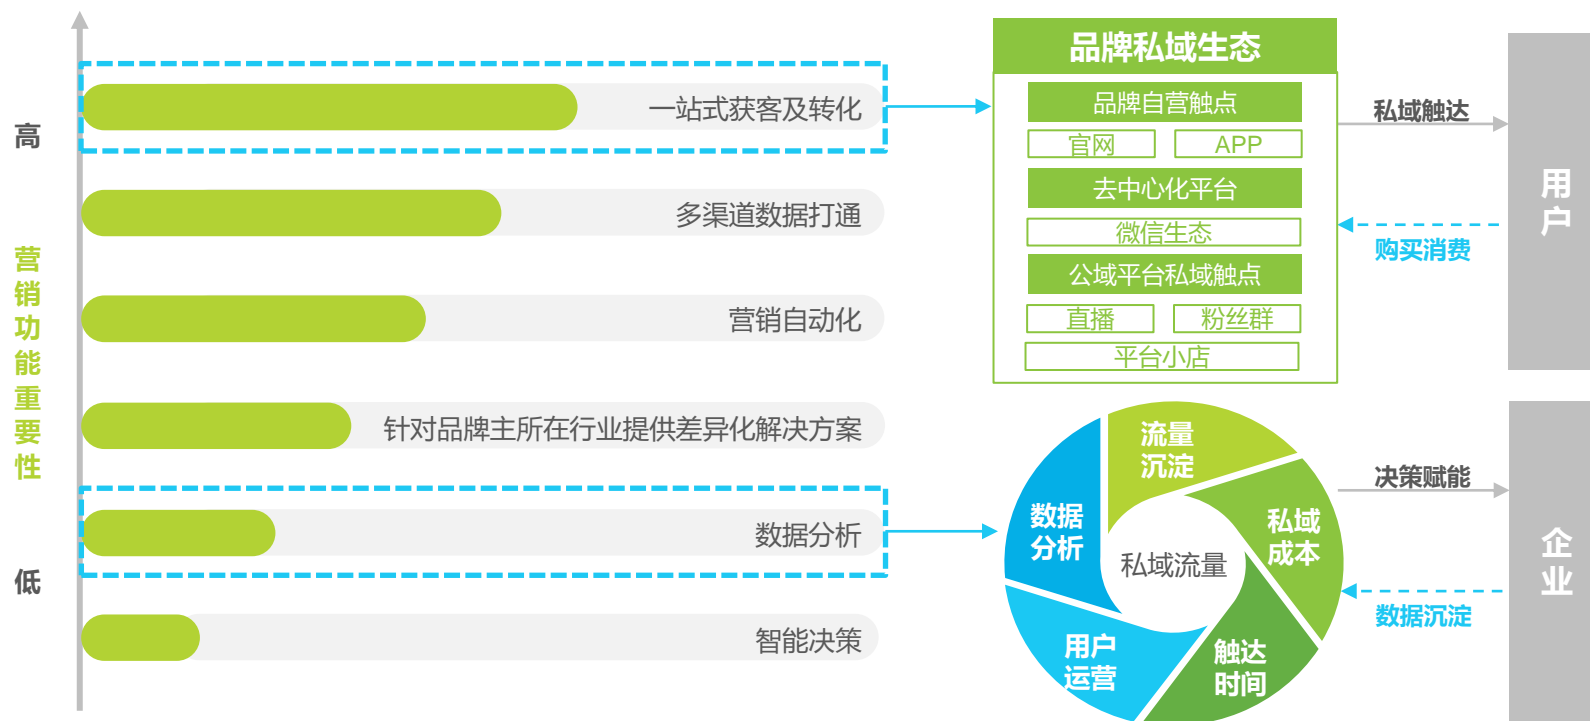 高
营销功能重要性
低
一站式获客及转化
多渠道数据打通
营销自动化
针对品牌主所在行业提供差异化解决方案
数据分析
智能决策
品牌私域生态
品牌自营触点
官网
APP
去中心化平台
微信生态
公域平台私域触点
直播
粉丝群
平台小店
私域触达
购买消费
用户
流量
沉淀
私域
成本
触达
时间
用户
运营
数据
分析
私域流量
决策赋能
数据沉淀
企业